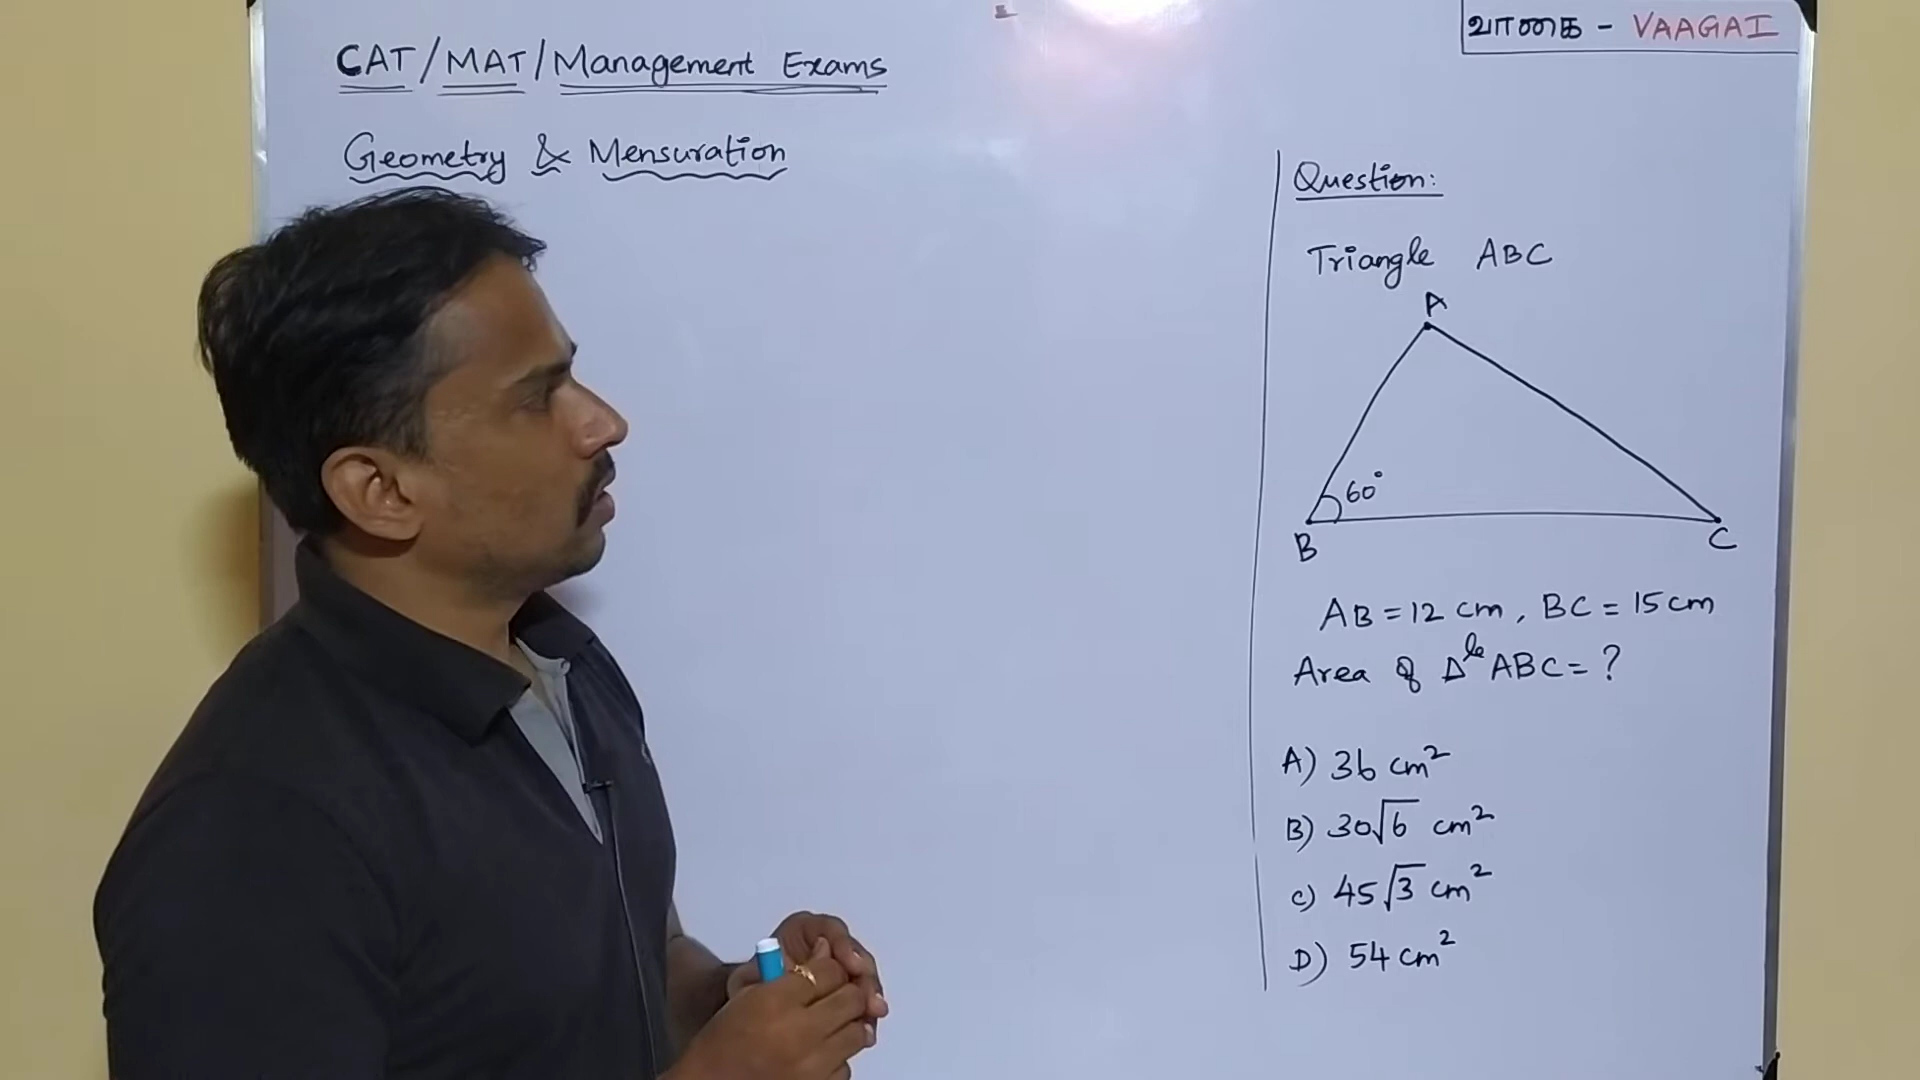 CAT/MAT/Management Exams
வாகை - VAAGAI
Geometry & Mensuration
Question:
Triangle ABC
A
60°
B
C
AB = 12 cm, BC = 15 cm
Area of Δle ABC = ?
A) 36 cm²
B) 30√6 cm²
C) 45√3 cm²
D) 54 cm²